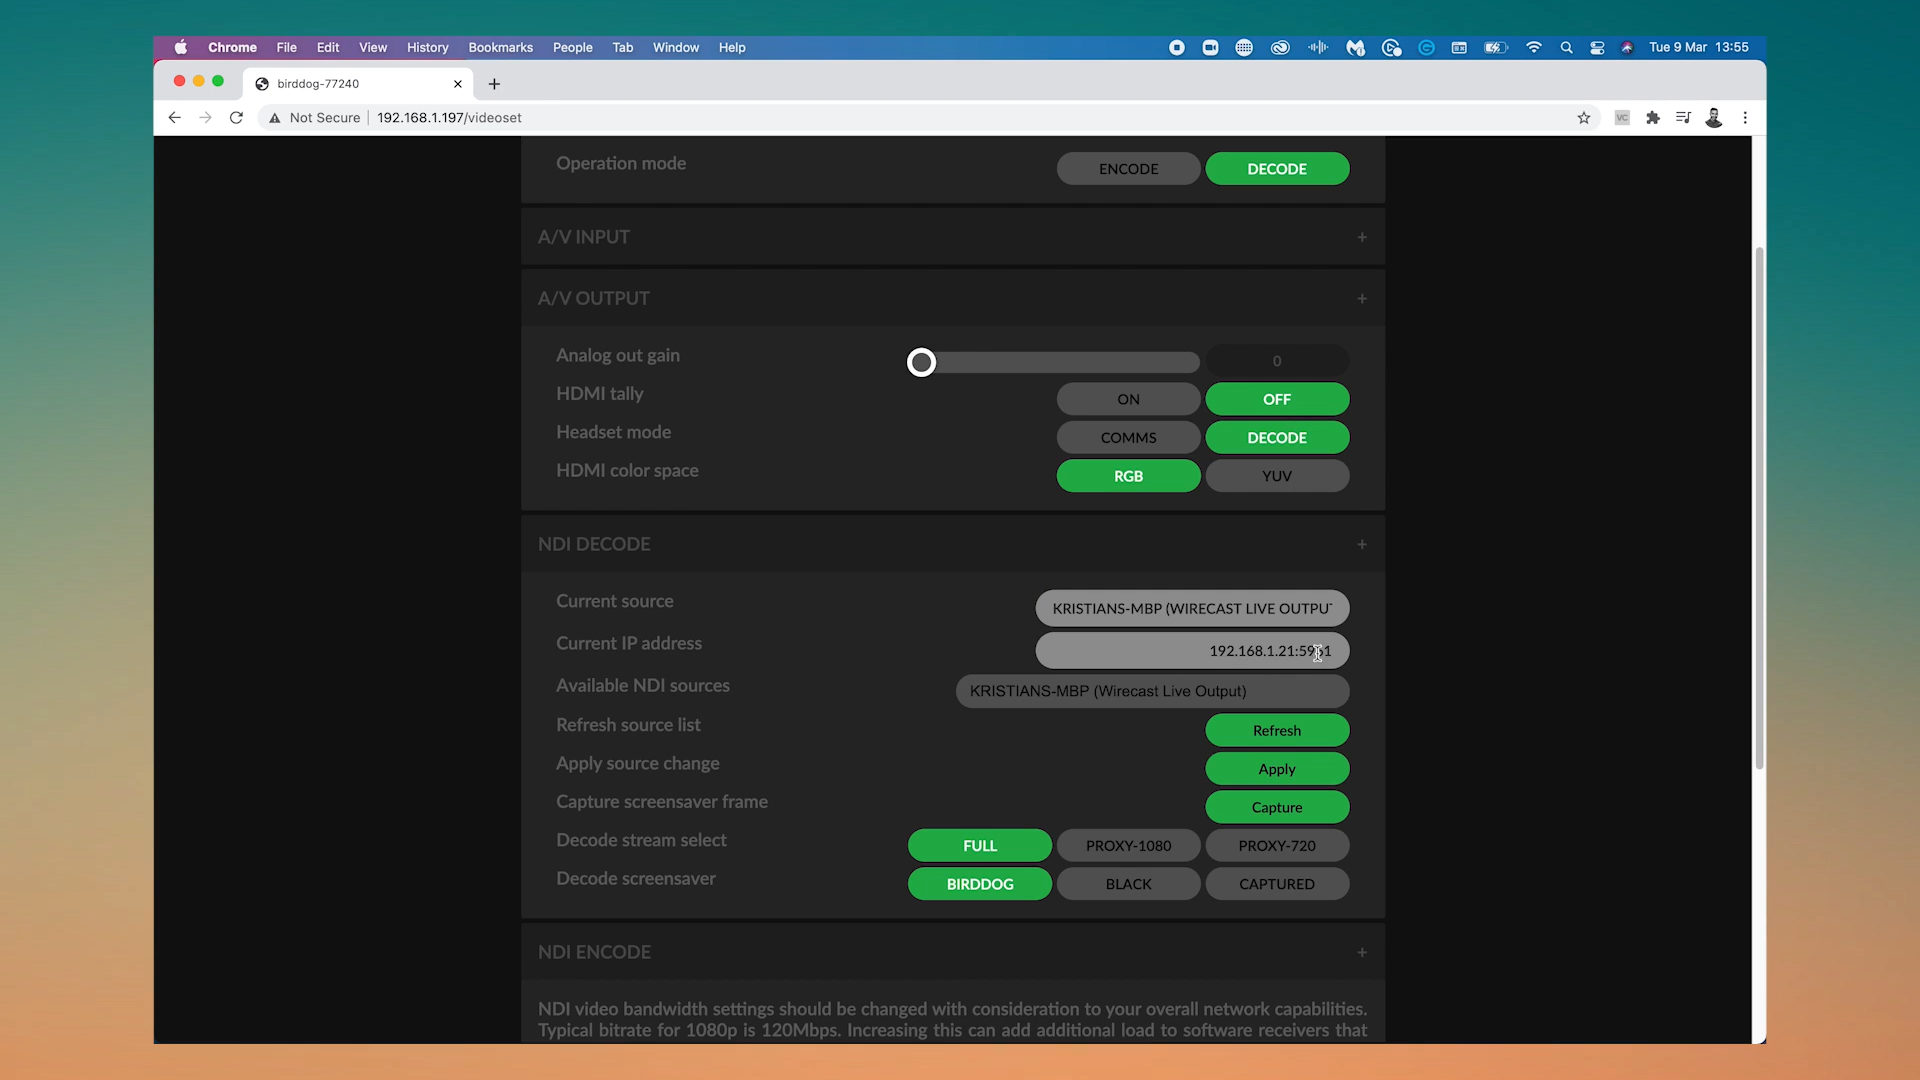 Chrome File Edit View History Bookmarks People Tab Window Help Tue 9 Mar 13:55
birddog-77240
Not Secure 192.168.1.197/videoset VC
Operation mode ENCODE DECODE
A/V INPUT +
A/V OUTPUT +
Analog out gain 0
HDMI tally ON OFF
Headset mode COMMS DECODE
HDMI color space RGB YUV
NDI DECODE +
Current source KRISTIANS-MBP (WIRECAST LIVE OUTPU
Current IP address
Available NDI sources KRISTIANS-MBP (Wirecast Live Output)
Refresh source list Refresh
Apply source change Apply
Capture screensaver frame Capture
Decode stream select FULL PROXY-1080 PROXY-720
Decode screensaver BIRDDOG BLACK CAPTURED
NDI ENCODE +
NDI video bandwidth settings should be changed with consideration to your overall network capabilities.
Typical bitrate for 1080p is 120Mbps. Increasing this can add additional load to software receivers that